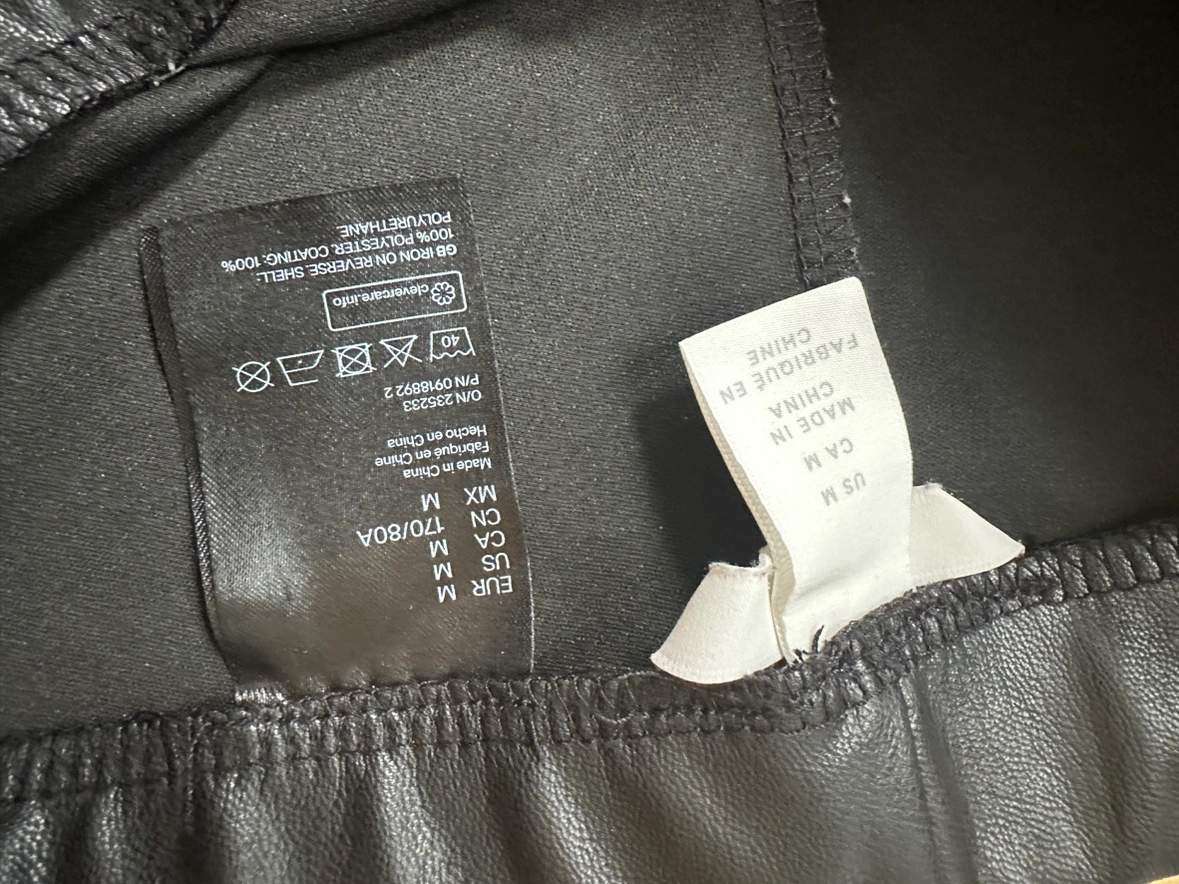 EUR M
US M
CA M
CN 170/80A
MX M
Made in China
Fabriqué en Chine
Hecho en China
O/N 235233
P/N 0918892 2
40
clevercare.info
GB IRON ON REVERSE. SHELL:
100% POLYESTER. COATING: 100%
POLYURETHANE.
US M
CA M
MADE IN
CHINA
FABRIQUÉ EN
CHINE